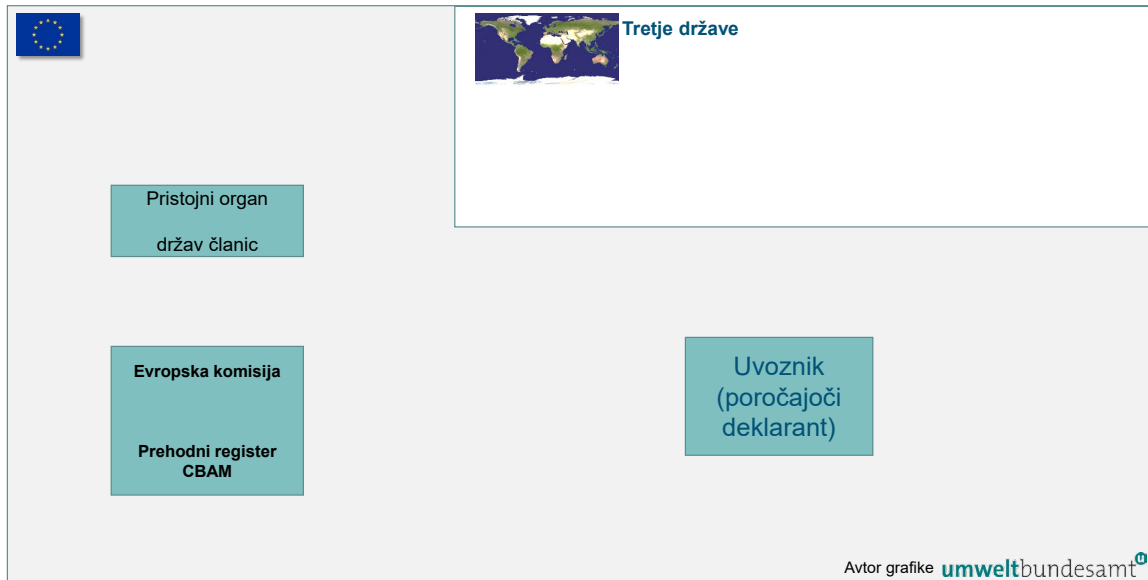 Tretje države
Pristojni organ
držav članic
Evropska komisija
Prehodni register
CBAM
Uvoznik
(poročajoči
deklarant)
Avtor grafike umweltbundesamt